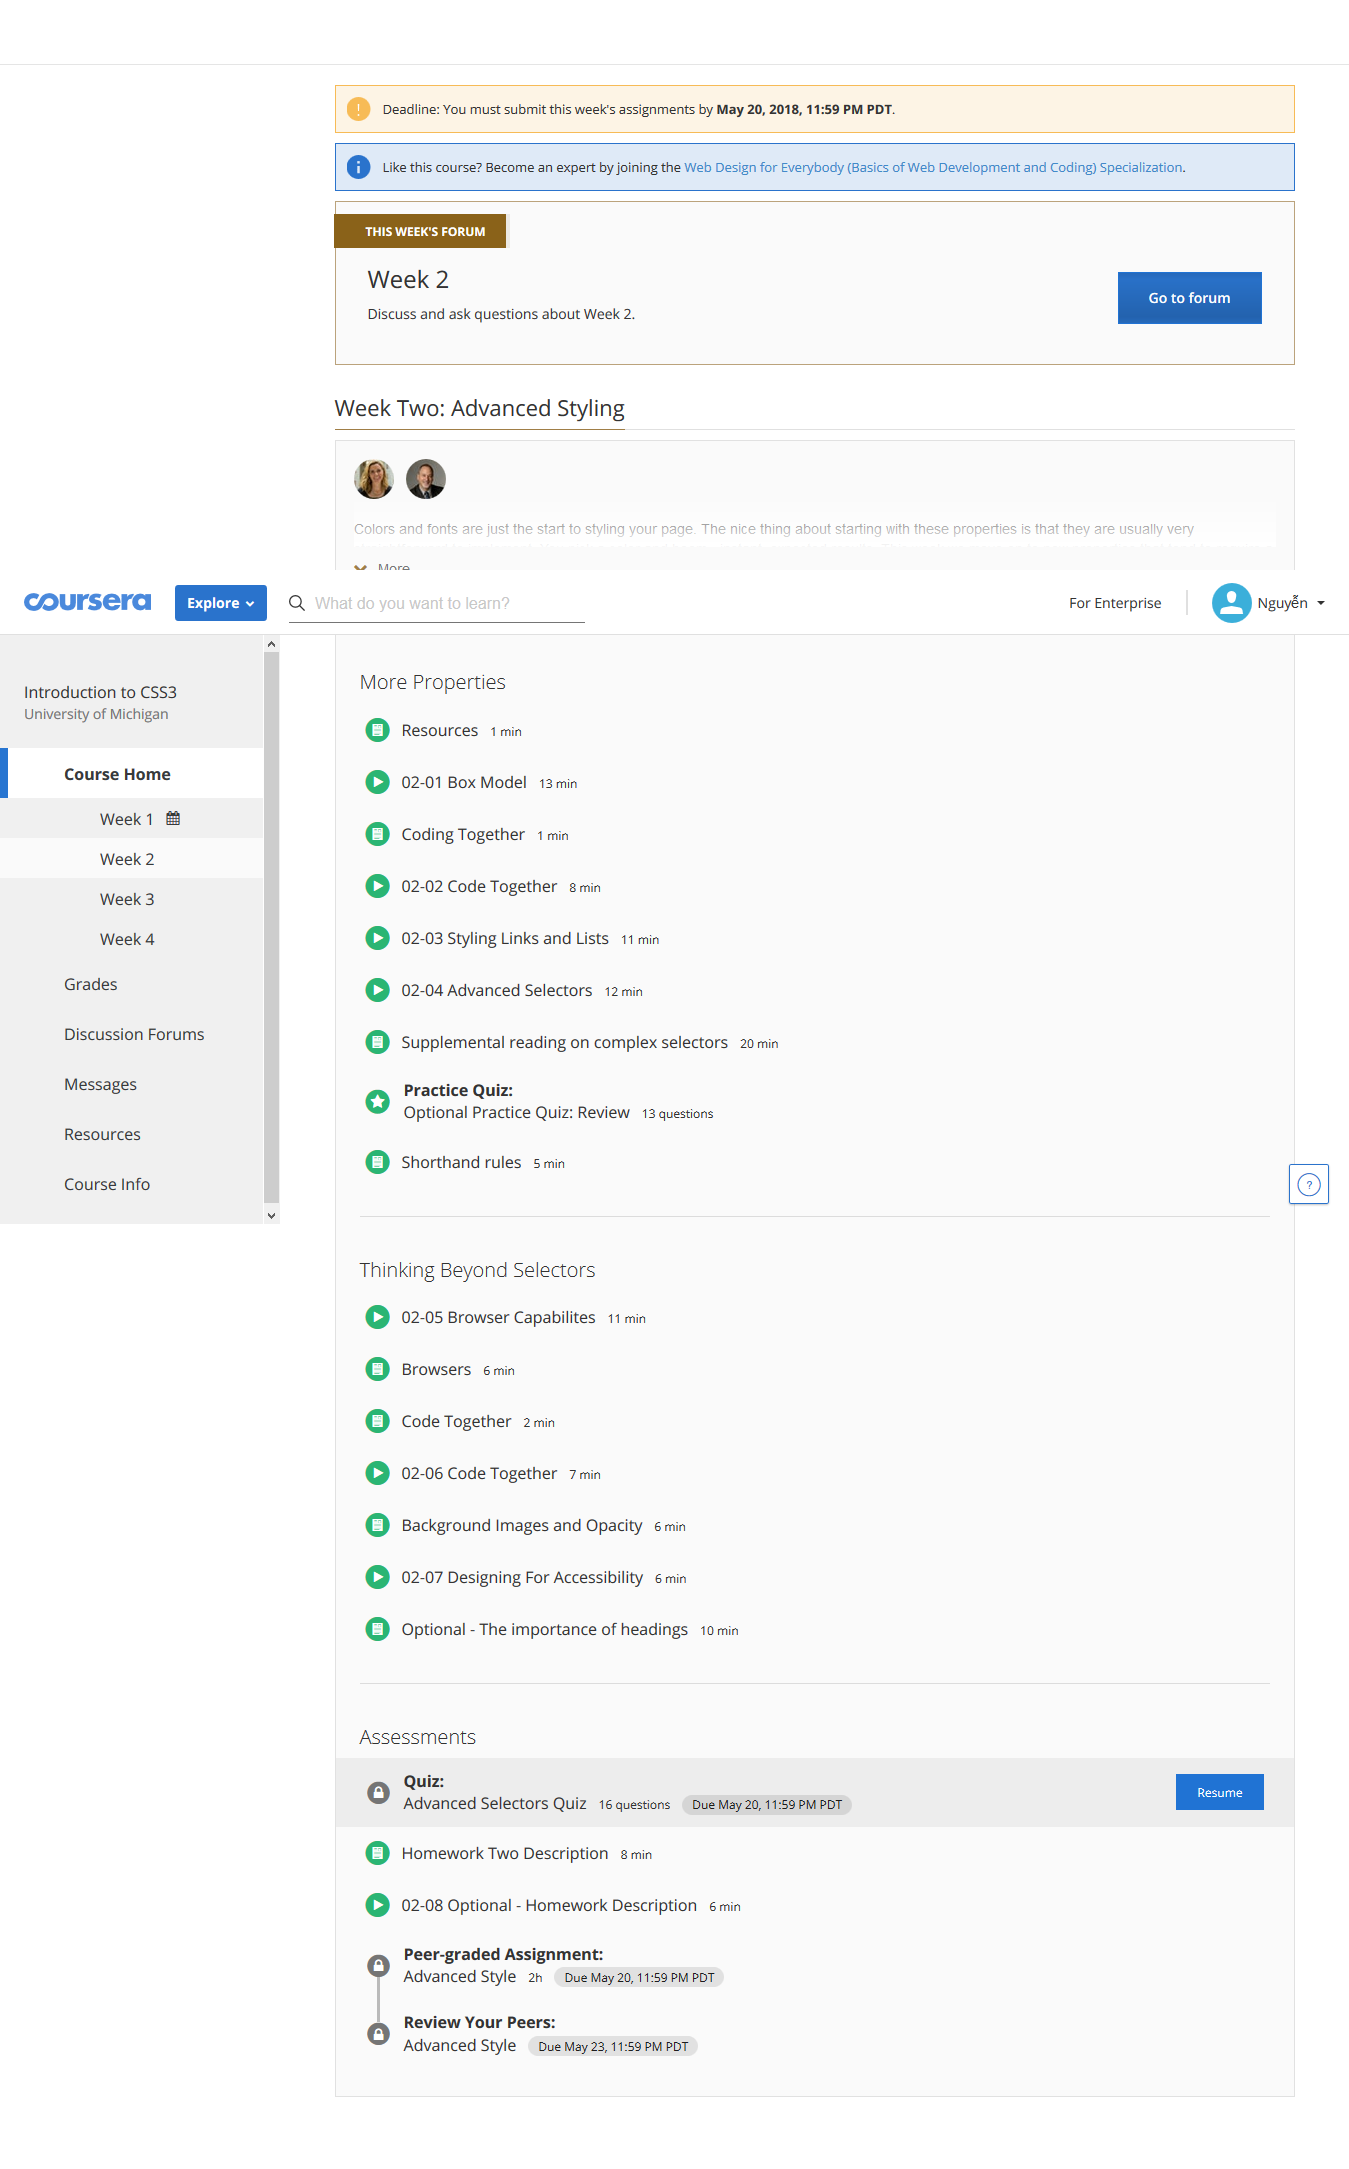 Deadline: You must submit this week's assignments by May 20, 2018, 11:59 PM PDT.
Like this course? Become an expert by joining the Web Design for Everybody (Basics of Web Development and Coding) Specialization.
THIS WEEK'S FORUM
Week 2
Discuss and ask questions about Week 2.
Go to forum
Week Two: Advanced Styling
Colors and fonts are just the start to styling your page. The nice thing about starting with these properties is that they are usually very
More
coursera
Explore
What do you want to learn?
For Enterprise
Nguyễn
Introduction to CSS3
University of Michigan
Course Home
Week 1
Week 2
Week 3
Week 4
Grades
Discussion Forums
Messages
Resources
Course Info
More Properties
Resources 1 min
02-01 Box Model 13 min
Coding Together 1 min
02-02 Code Together 8 min
02-03 Styling Links and Lists 11 min
02-04 Advanced Selectors 12 min
Supplemental reading on complex selectors 20 min
Practice Quiz:
Optional Practice Quiz: Review 13 questions
Shorthand rules 5 min
?
Thinking Beyond Selectors
02-05 Browser Capabilites 11 min
Browsers 6 min
Code Together 2 min
02-06 Code Together 7 min
Background Images and Opacity 6 min
02-07 Designing For Accessibility 6 min
Optional - The importance of headings 10 min
Assessments
Quiz:
Advanced Selectors Quiz 16 questions Due May 20, 11:59 PM PDT
Resume
Homework Two Description 8 min
02-08 Optional - Homework Description 6 min
Peer-graded Assignment:
Advanced Style 2h Due May 20, 11:59 PM PDT
Review Your Peers:
Advanced Style Due May 23, 11:59 PM PDT